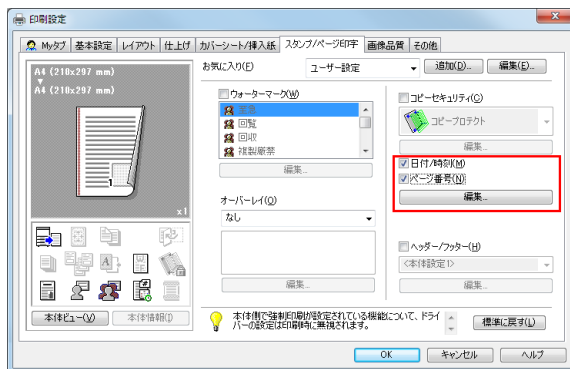 印刷設定
Myタブ 基本設定 レイアウト 仕上げ カバーシート/挿入紙 スタンプ/ページ印字 画像品質 その他
A4 (210x297 mm)
A4 (210x297 mm)
1
x1
本体ビュー(V) 本体情報(I)
お気に入り(F) ユーザー設定 追加(D)... 編集(E)...
ウォーターマーク(W)
至急
回覧
回収
複製厳禁
編集...
オーバーレイ(O)
なし
編集...
コピーセキュリティ(C)
コピープロテクト
編集...
日付/時刻(M)
ページ番号(N)
編集...
ヘッダー/フッター(H)
<本体設定1>
編集...
本体側で強制印刷が設定されている機能について、ドライ
バーの設定は印刷時に無視されます。
標準に戻す(L)
OK キャンセル ヘルプ